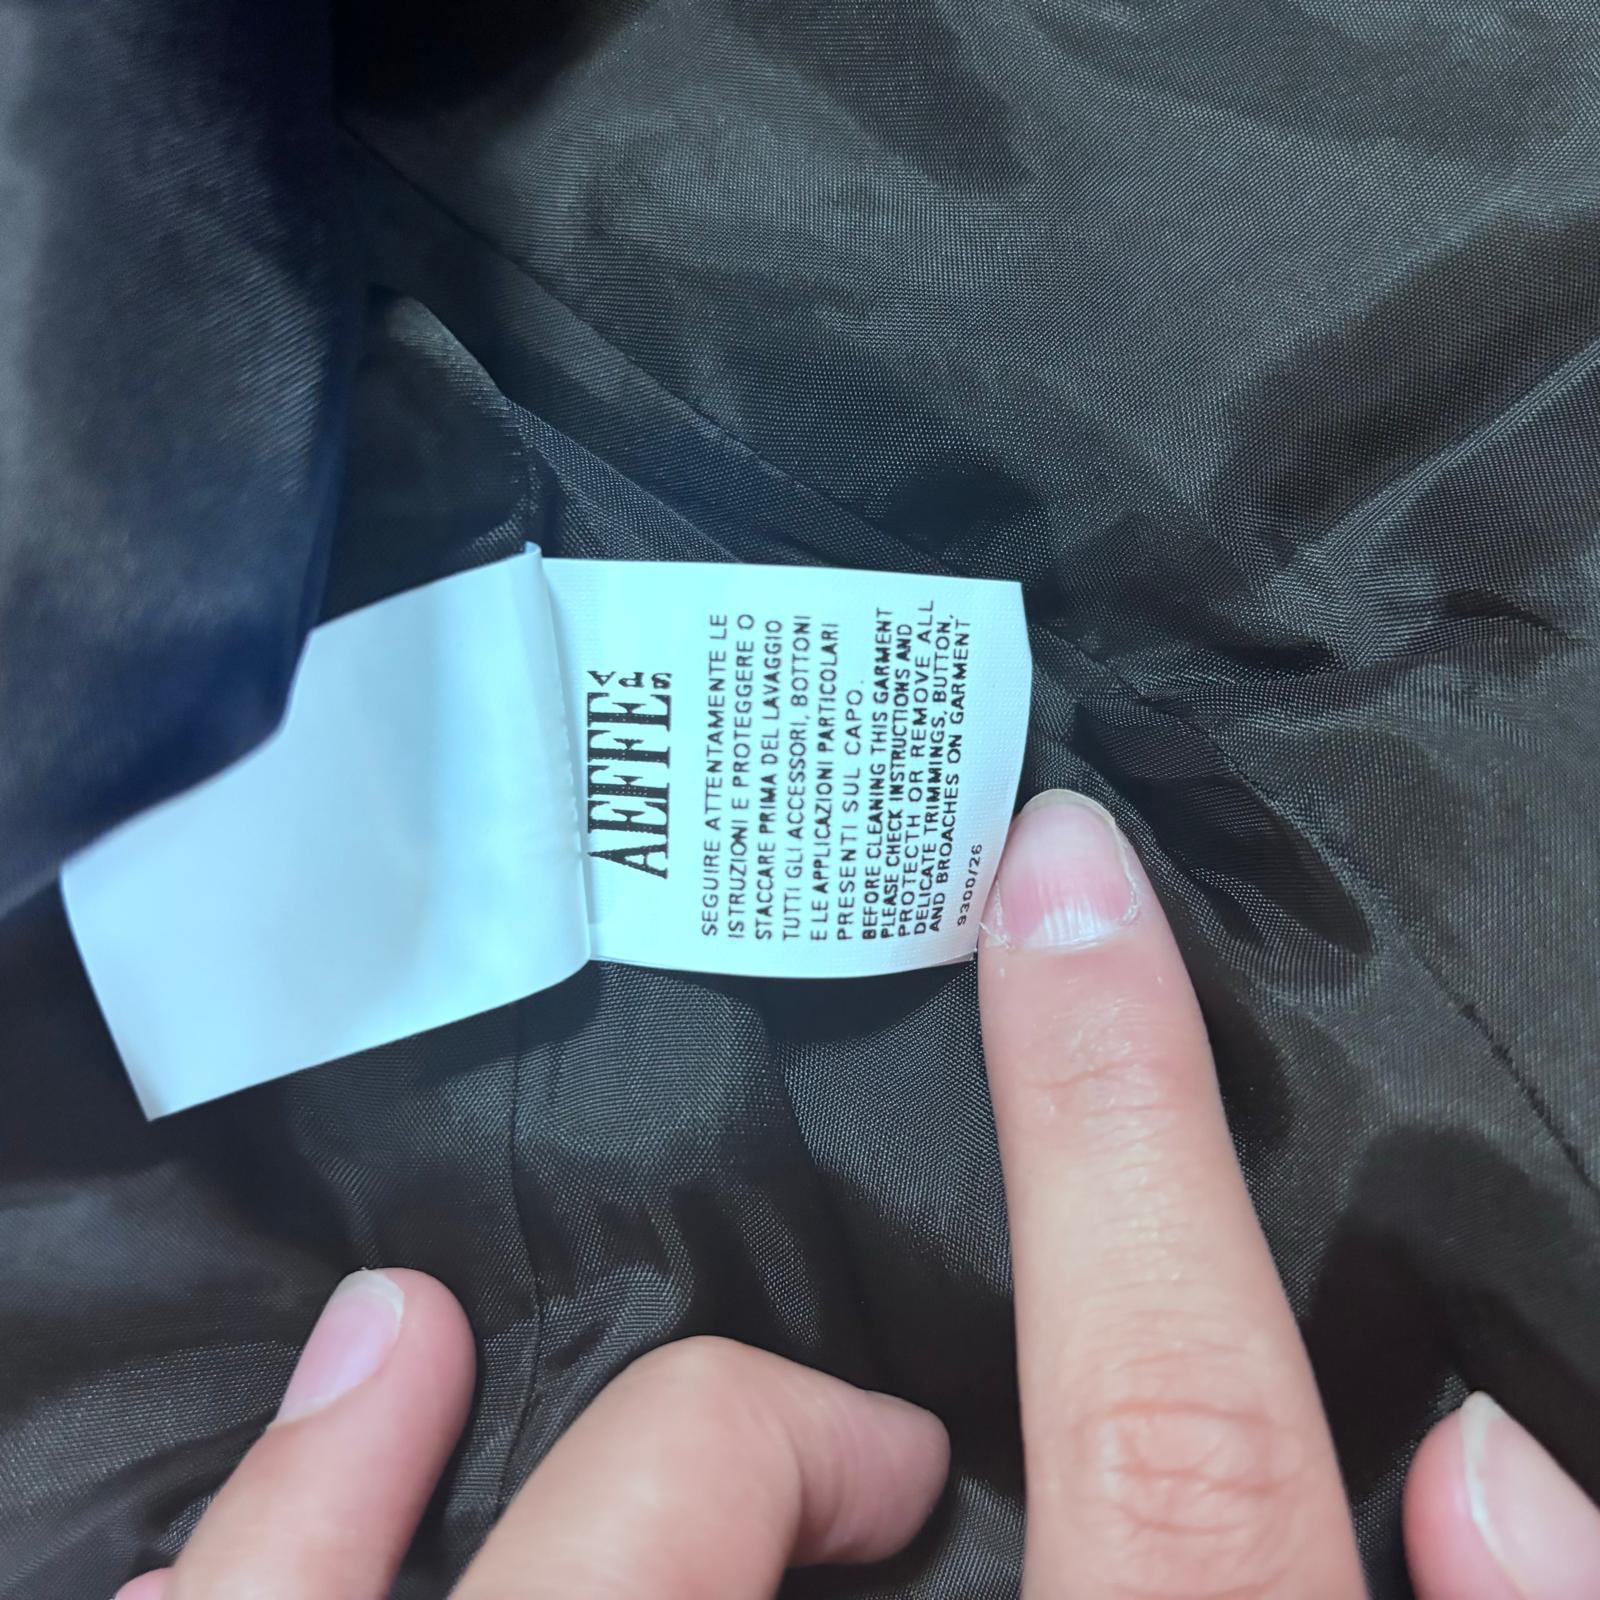 AEFFE SPA
SEGUIRE ATTENTAMENTE LE
ISTRUZIONI E PROTEGGERE O
STACCARE PRIMA DEL LAVAGGIO
TUTTI GLI ACCESSORI, BOTTONI
E LE APPLICAZIONI PARTICOLARI
PRESENTI SUL CAPO.
BEFORE CLEANING THIS GARMENT
PLEASE CHECK INSTRUCTIONS AND
PROTECTH OR REMOVE ALL
DELICATE TRIMMINGS, BUTTON,
AND BROACHES ON GARMENT
9300/26